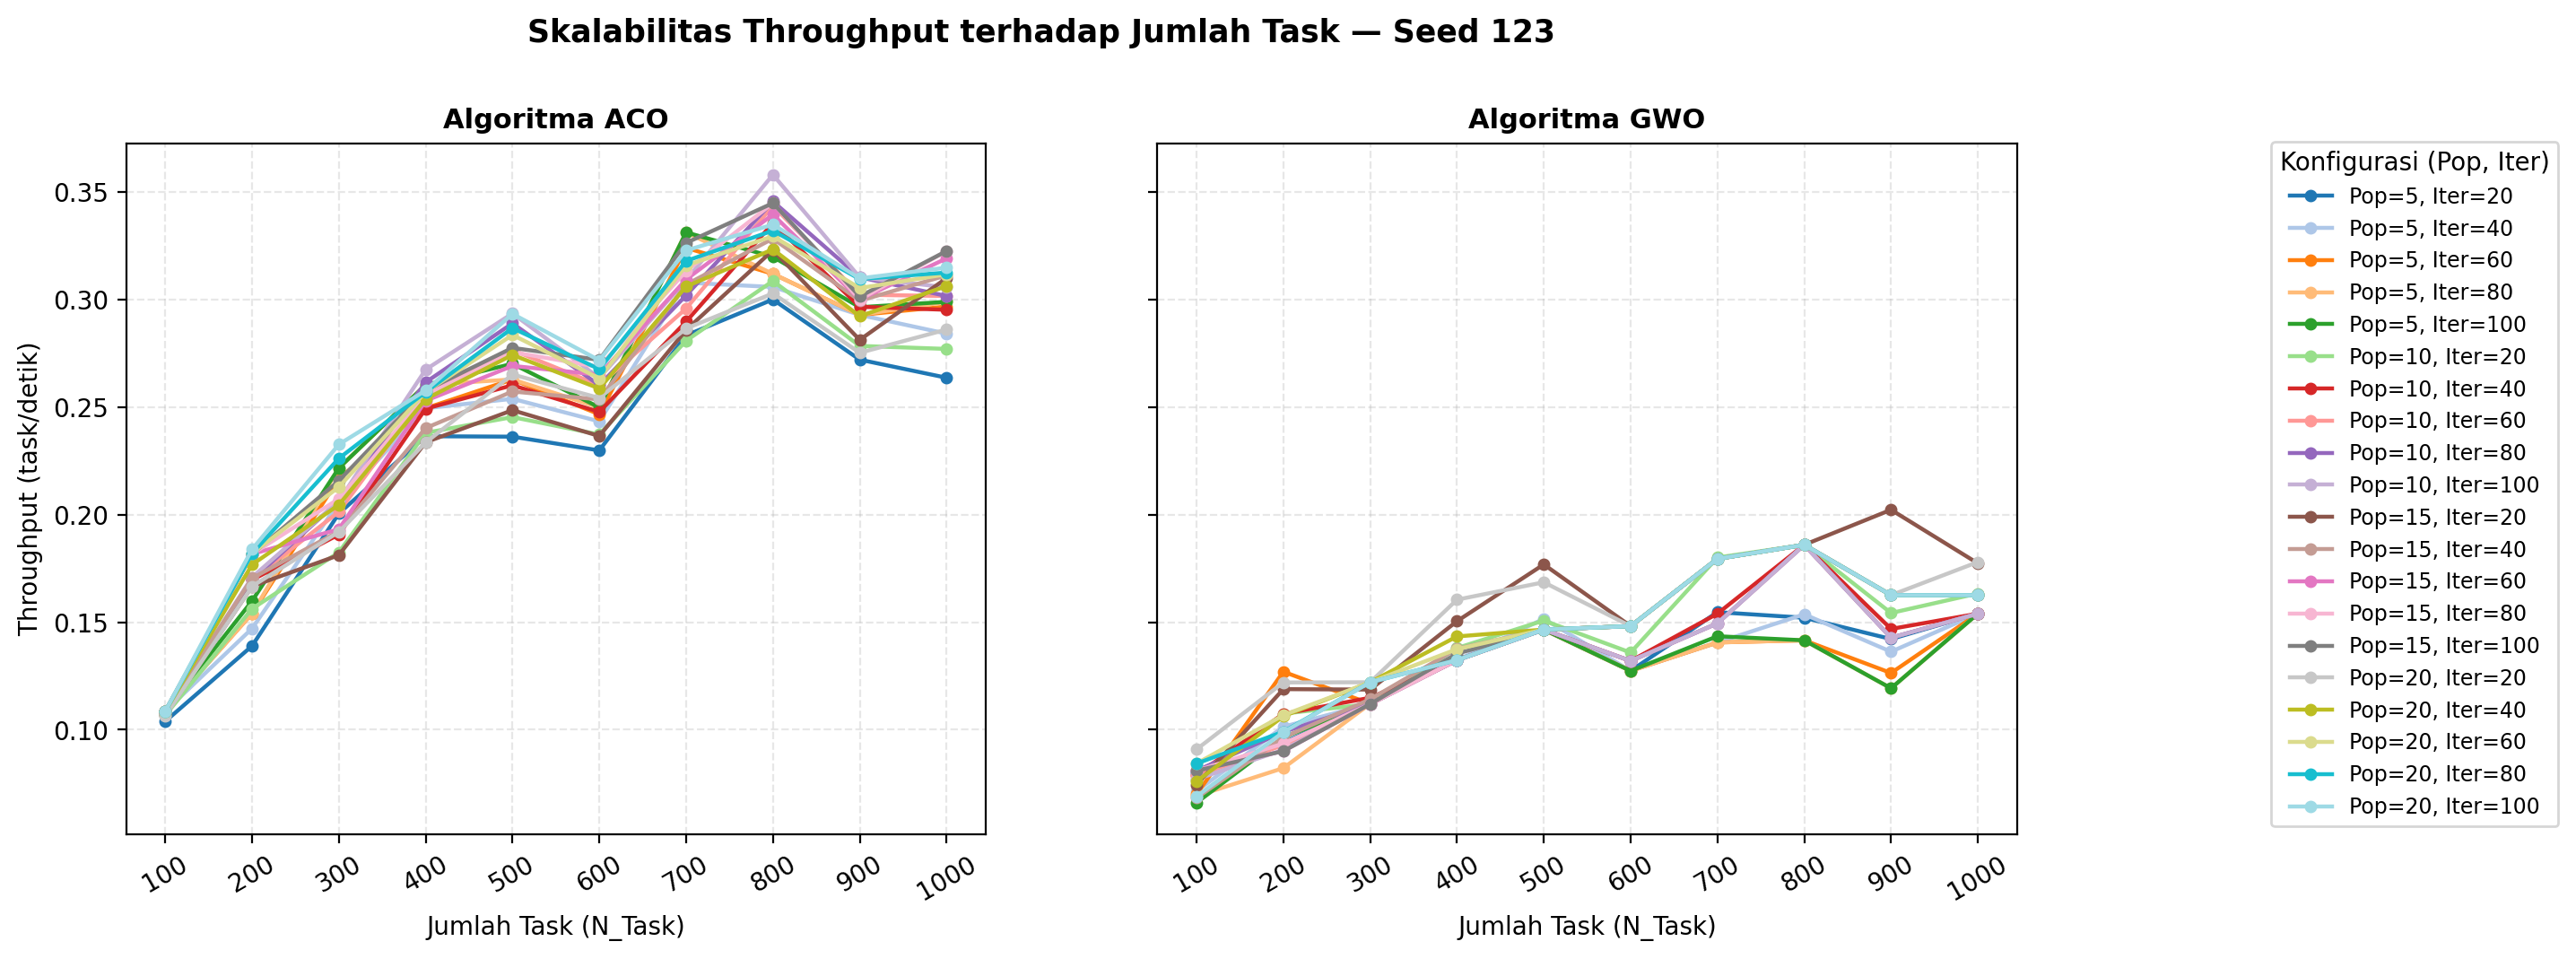 Skalabilitas Throughput terhadap Jumlah Task — Seed 123
Algoritma ACO
Throughput (task/detik)
0.35
0.30
0.25
0.20
0.15
0.10
100 200 300 400 500 600 700 800 900 1000
Jumlah Task (N_Task)
Algoritma GWO
100 200 300 400 500 600 700 800 900 1000
Jumlah Task (N_Task)
Konfigurasi (Pop, Iter)
Pop=5, Iter=20
Pop=5, Iter=40
Pop=5, Iter=60
Pop=5, Iter=80
Pop=5, Iter=100
Pop=10, Iter=20
Pop=10, Iter=40
Pop=10, Iter=60
Pop=10, Iter=80
Pop=10, Iter=100
Pop=15, Iter=20
Pop=15, Iter=40
Pop=15, Iter=60
Pop=15, Iter=80
Pop=15, Iter=100
Pop=20, Iter=20
Pop=20, Iter=40
Pop=20, Iter=60
Pop=20, Iter=80
Pop=20, Iter=100